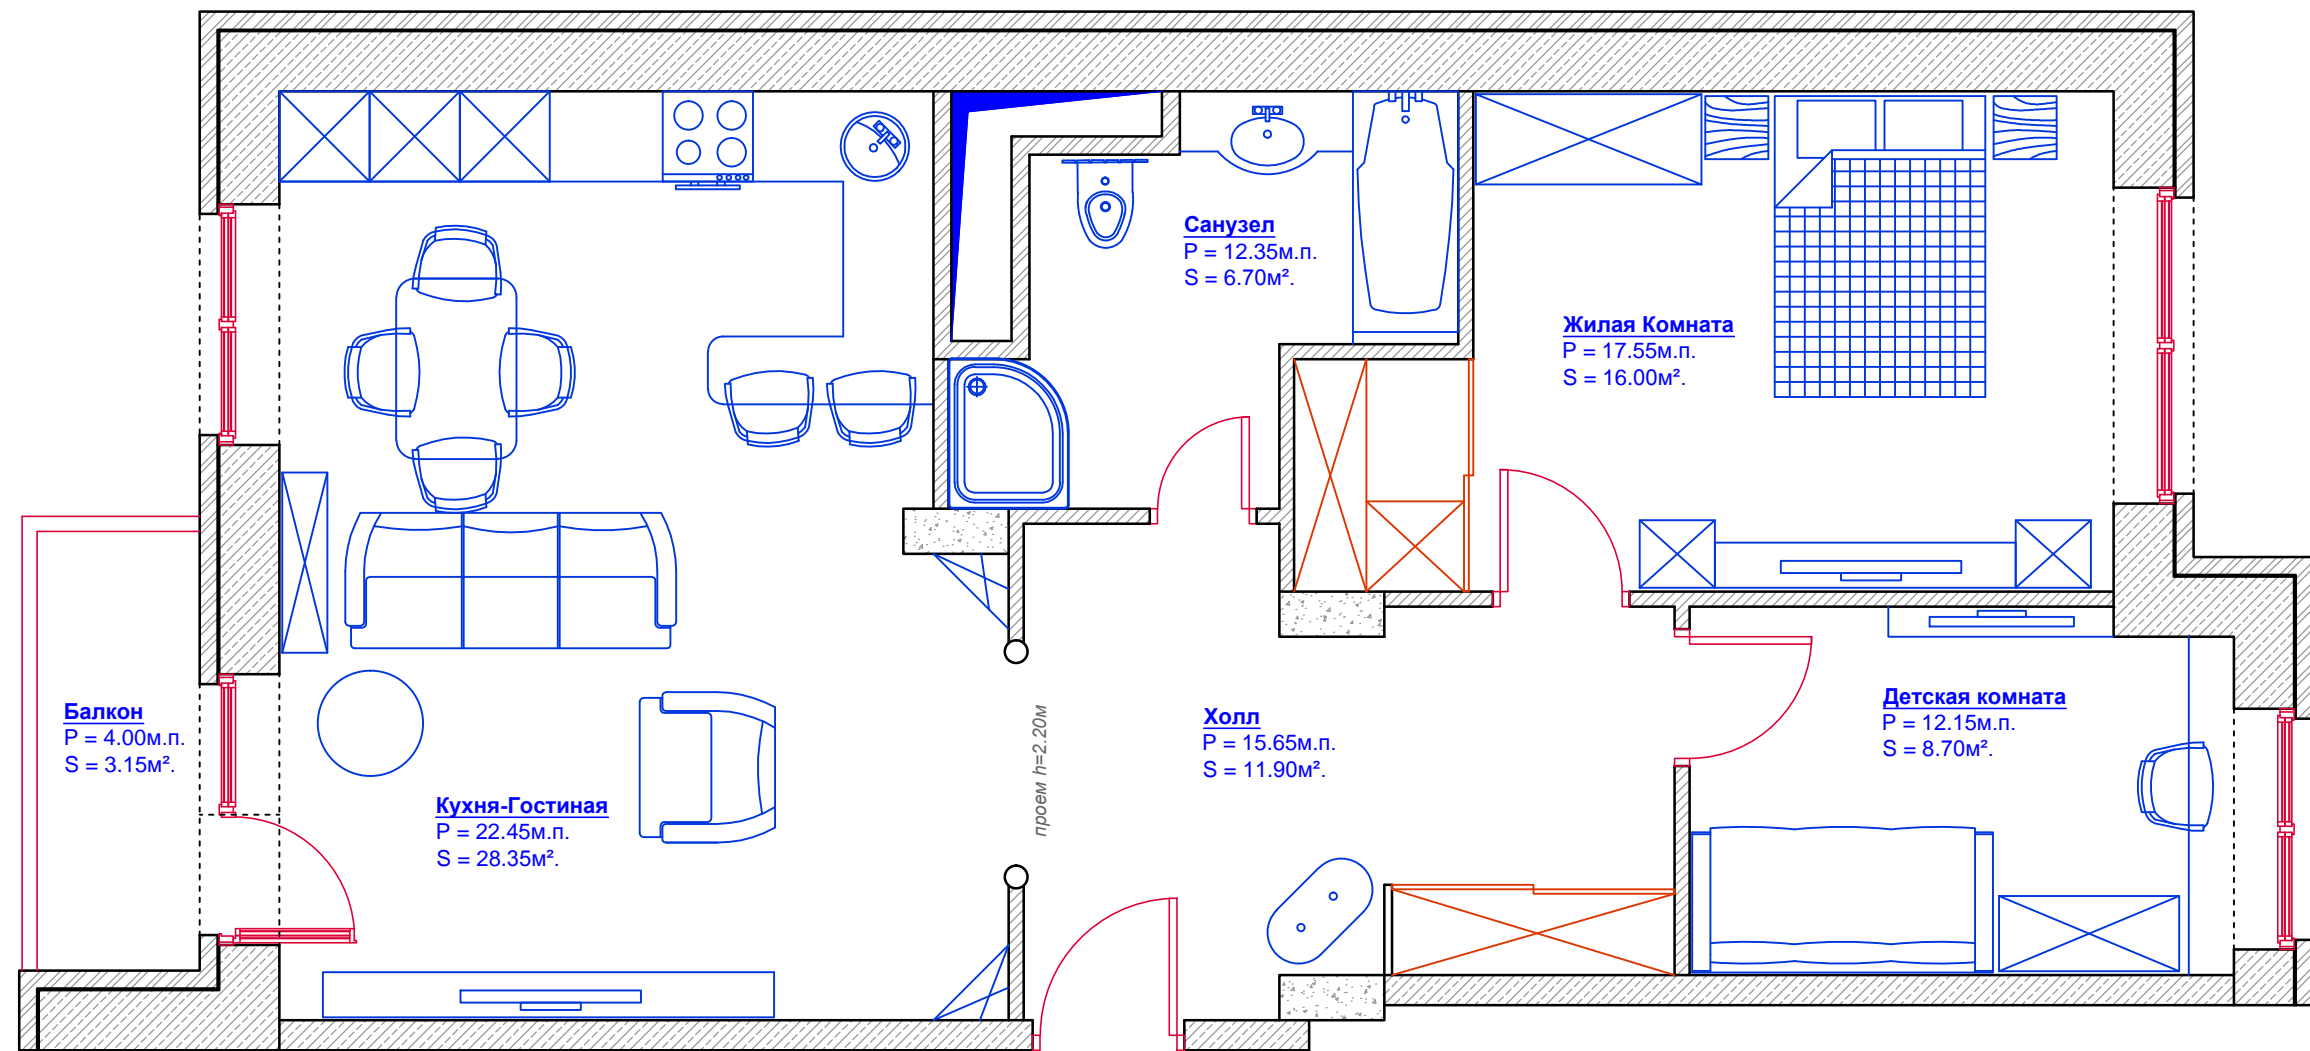 Санузел
P = 12.35м.п.
S = 6.70м².
Жилая Комната
P = 17.55м.п.
S = 16.00м².
Балкон
P = 4.00м.п.
S = 3.15м².
Кухня-Гостиная
P = 22.45м.п.
S = 28.35м².
проем h=2.20м
Холл
P = 15.65м.п.
S = 11.90м².
Детская комната
P = 12.15м.п.
S = 8.70м².